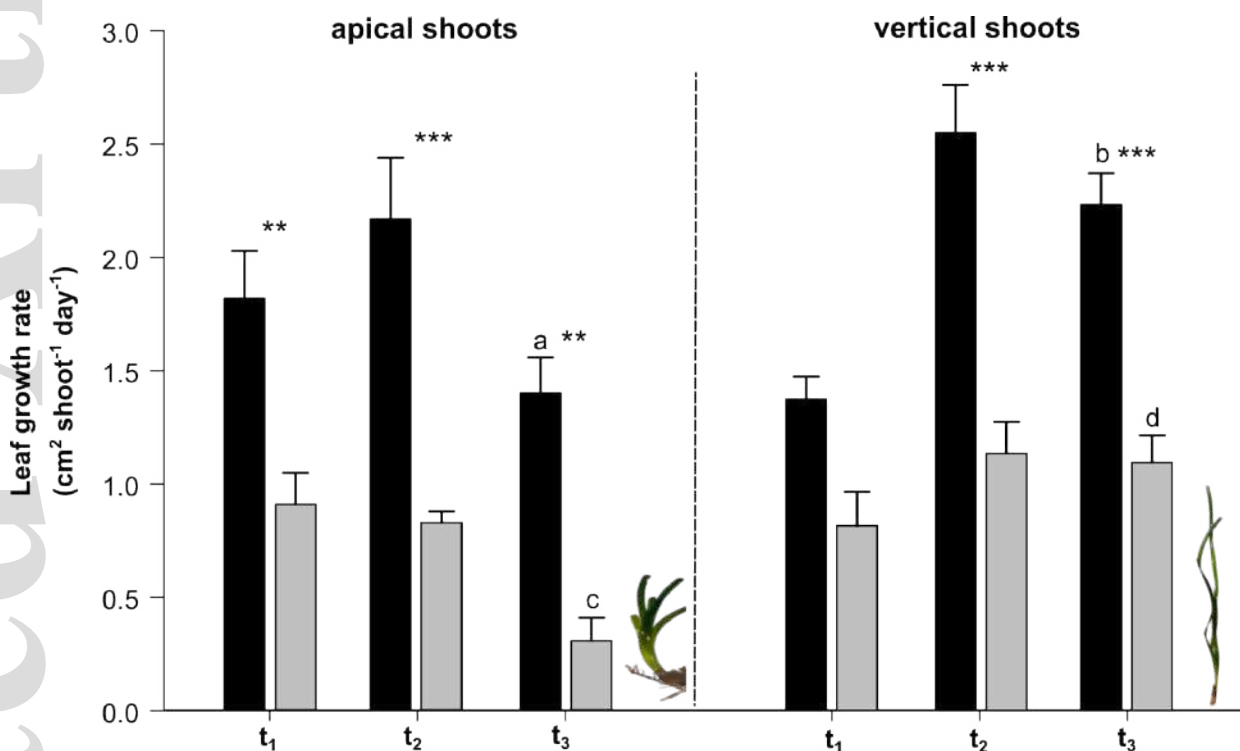 apical shoots
vertical shoots
3.0
2.5
2.0
1.5
1.0
0.5
0.0
Leaf growth rate
(cm² shoot⁻¹ day⁻¹)
**
***
a **
c
***
b ***
d
t₁ t₂ t₃
t₁ t₂ t₃